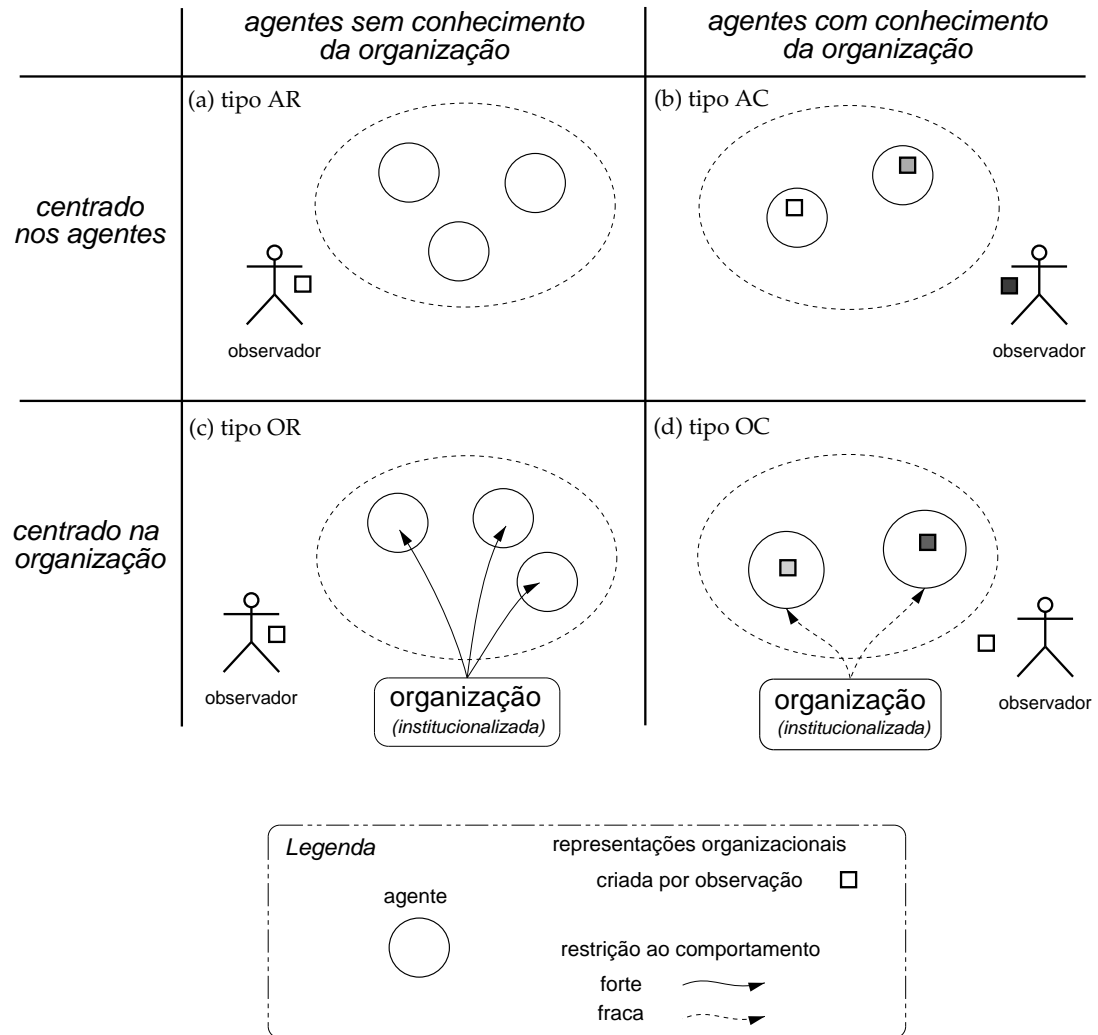 agentes sem conhecimento
da organização
agentes com conhecimento
da organização
centrado
nos agentes
(a) tipo AR
observador
(b) tipo AC
observador
centrado na
organização
(c) tipo OR
observador
organização
(institucionalizada)
(d) tipo OC
observador
organização
(institucionalizada)
Legenda
agente
representações organizacionais
criada por observação
restrição ao comportamento
forte
fraca